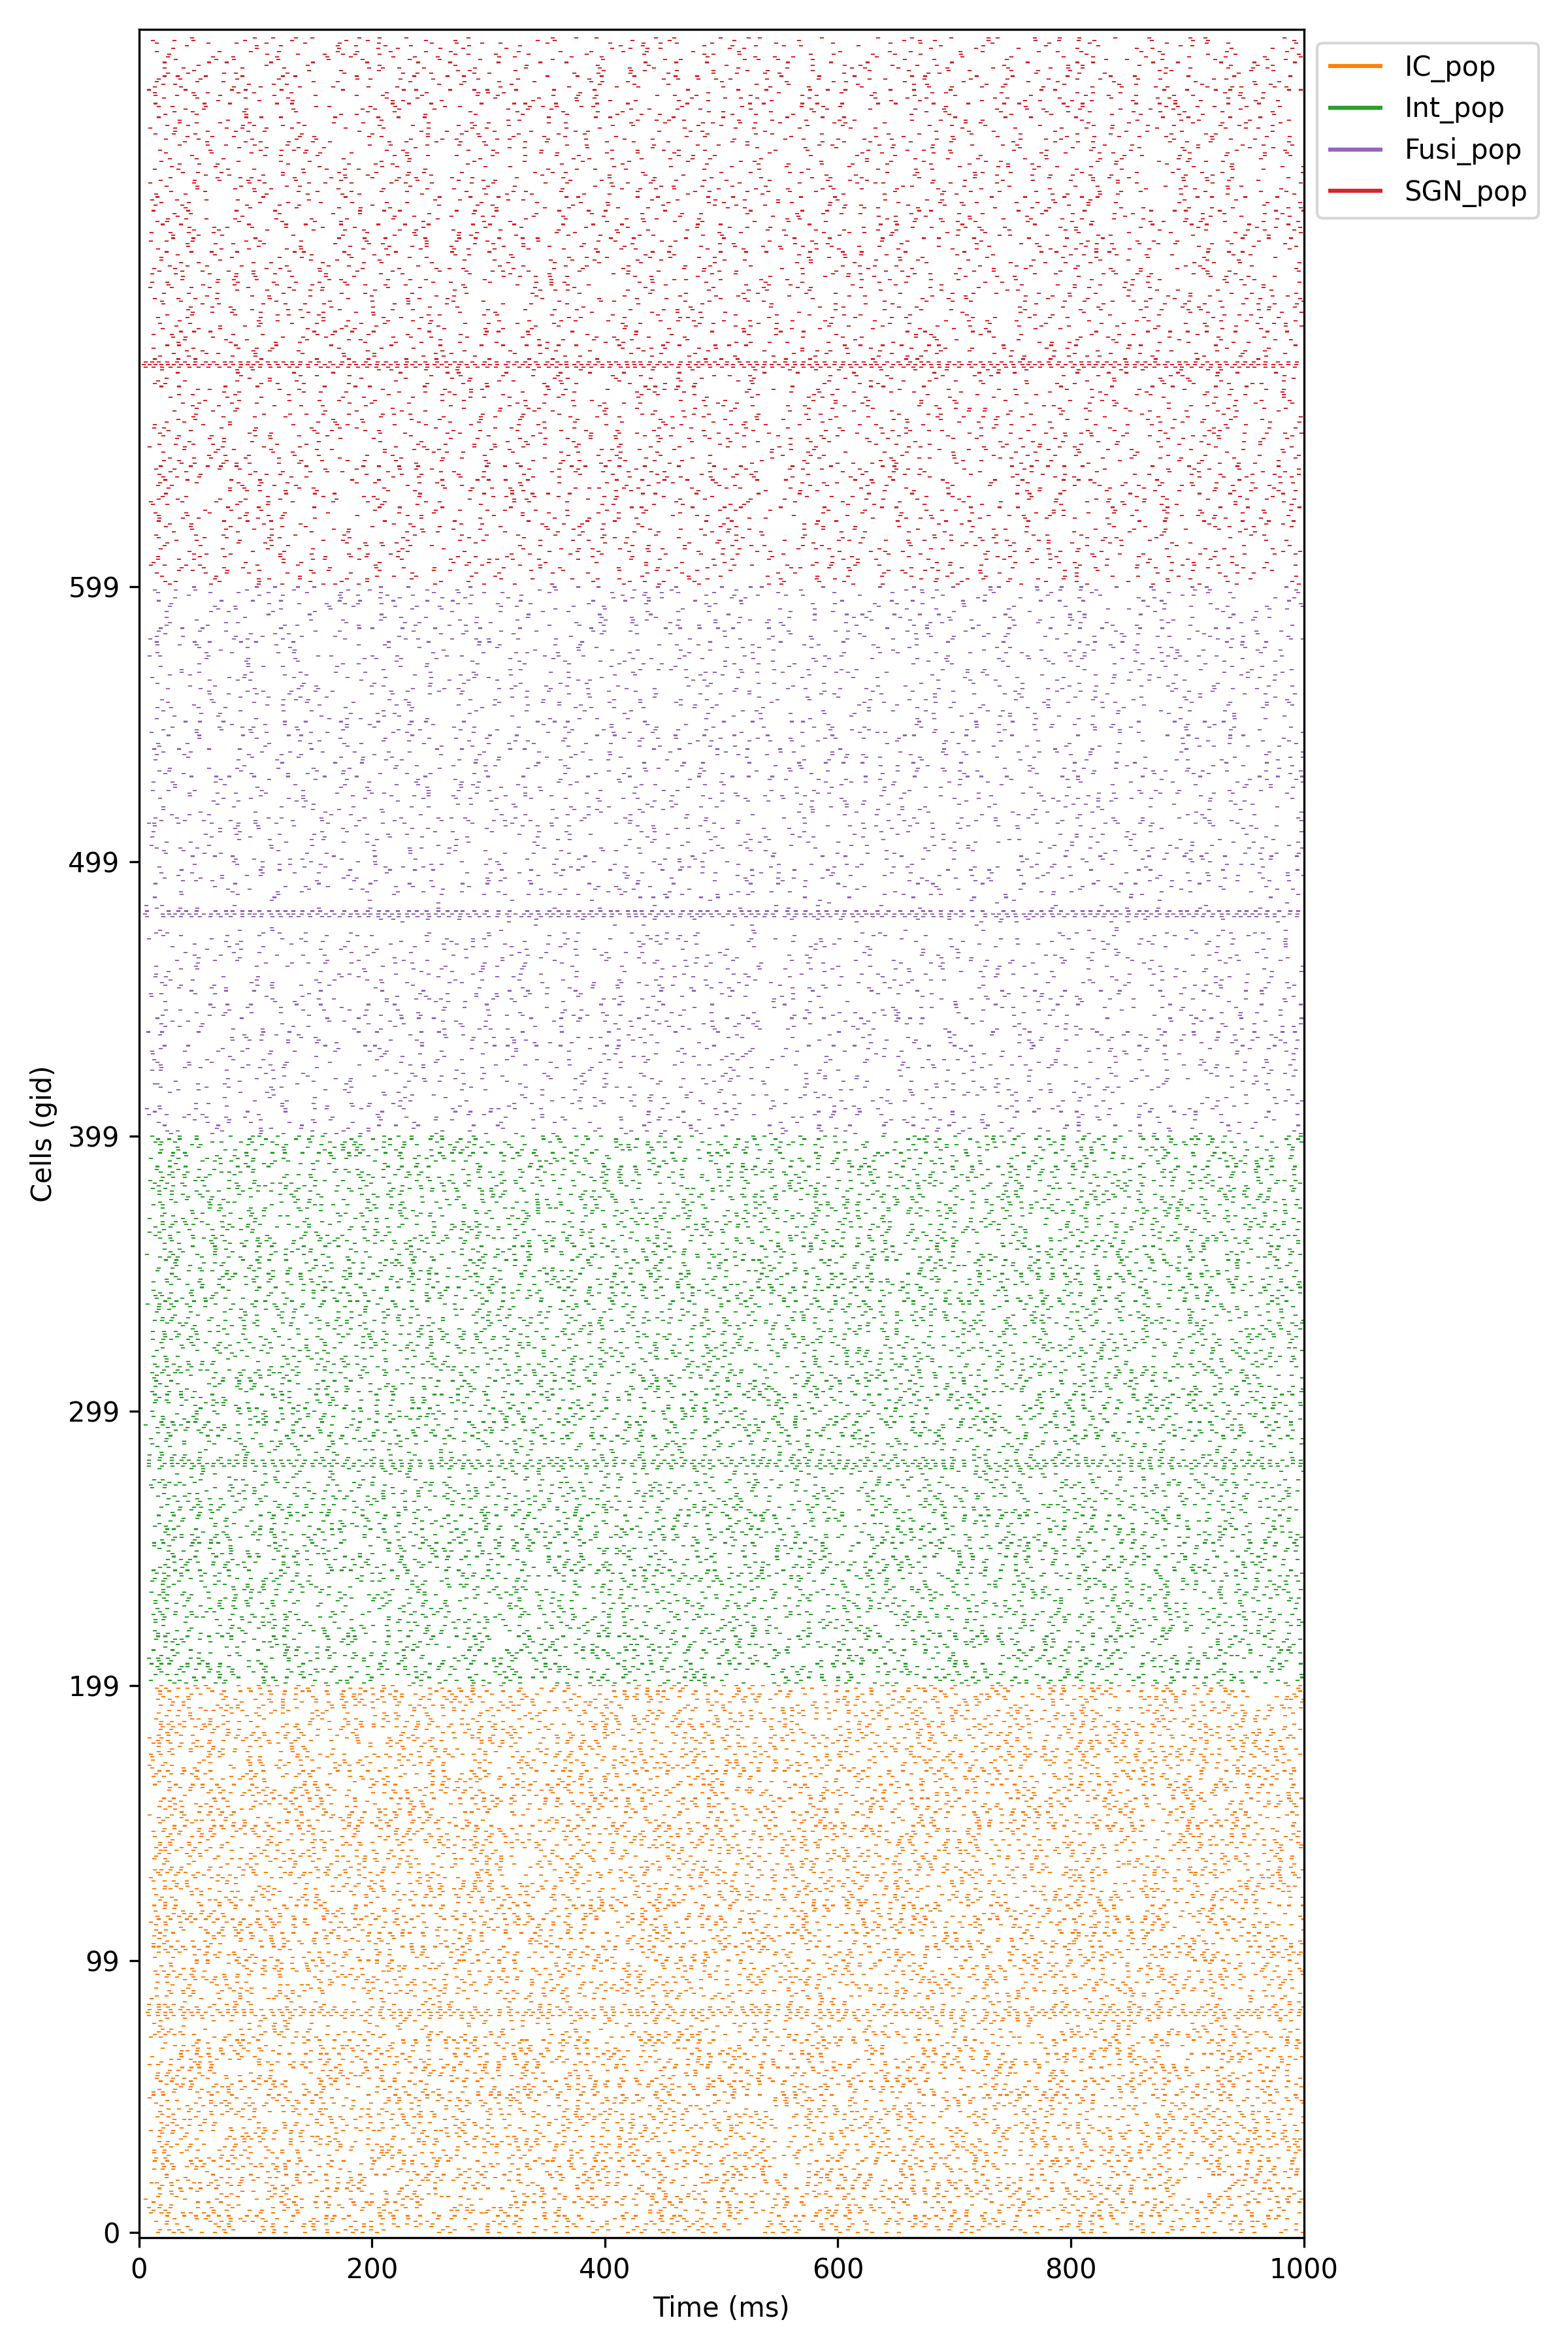 IC_pop
Int_pop
Fusi_pop
SGN_pop
599
499
399
299
199
99
0
Cells (gid)
0 200 400 600 800 1000
Time (ms)